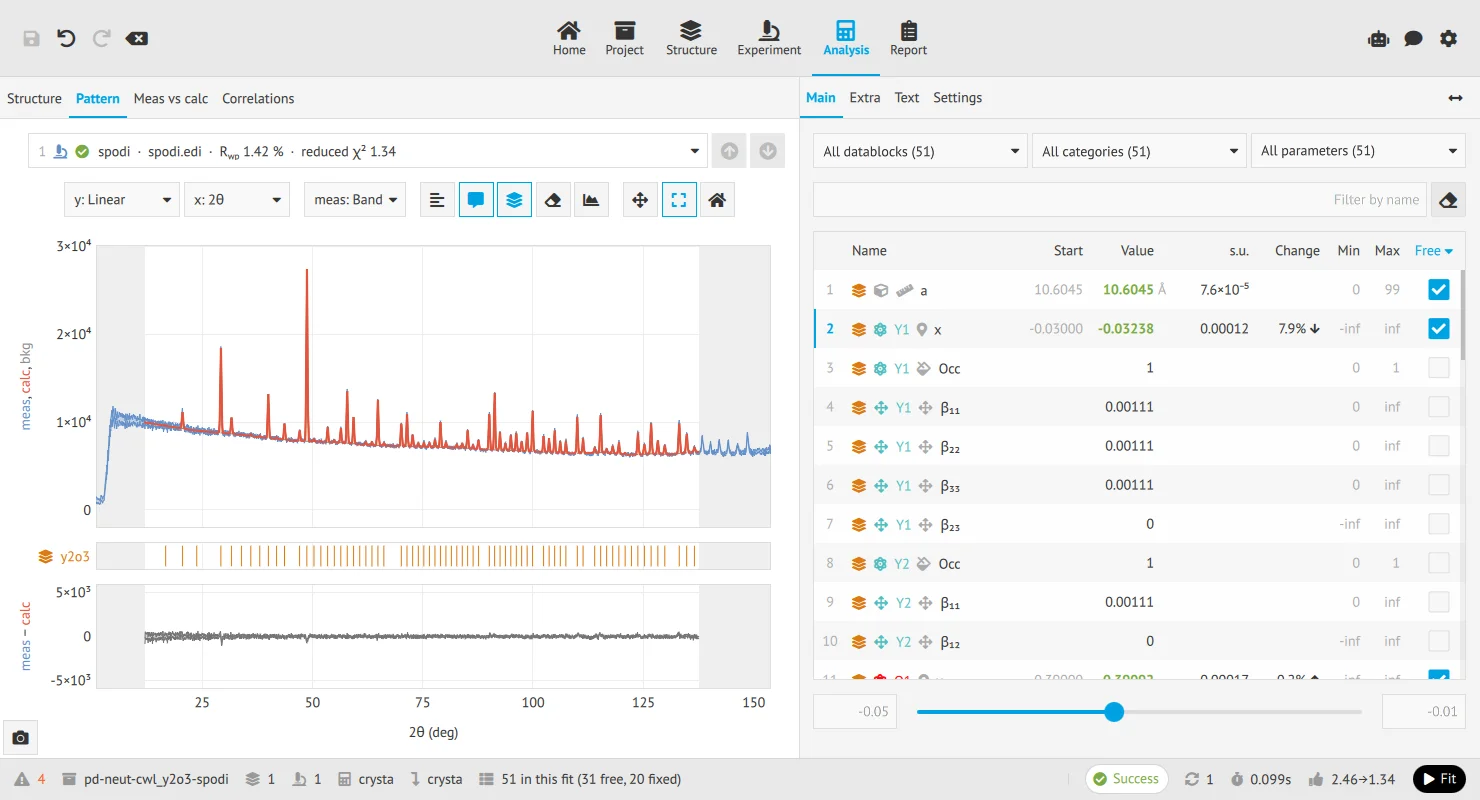 Home Project Structure Experiment Analysis Report
Structure Pattern Meas vs calc Correlations
Main Extra Text Settings
1 spodi · spodi.edi · Rwp 1.42 % · reduced χ² 1.34
All datablocks (51) All categories (51) All parameters (51)
y: Linear x: 2θ meas: Band
Filter by name
meas, calc, bkg
3×10⁴
2×10⁴
1×10⁴
0
y2o3
meas – calc
5×10³
0
-5×10³
25 50 75 100 125 150
2θ (deg)
Name Start Value s.u. Change Min Max Free
1 a 10.6045 10.6045 Å 7.6×10⁻⁵ 0 99
2 Y1 x -0.03000 -0.03238 0.00012 7.9% -inf inf
3 Y1 Occ 1 0 1
4 Y1 β₁₁ 0.00111 0 inf
5 Y1 β₂₂ 0.00111 0 inf
6 Y1 β₃₃ 0.00111 0 inf
7 Y1 β₂₃ 0 -inf inf
8 Y2 Occ 1 0 1
9 Y2 β₁₁ 0.00111 0 inf
10 Y2 β₁₂ 0 -inf inf
-0.05 -0.01
4 pd-neut-cwl_y2o3-spodi 1 1 crysta crysta 51 in this fit (31 free, 20 fixed)
Success 1 0.099s 2.46→1.34 Fit